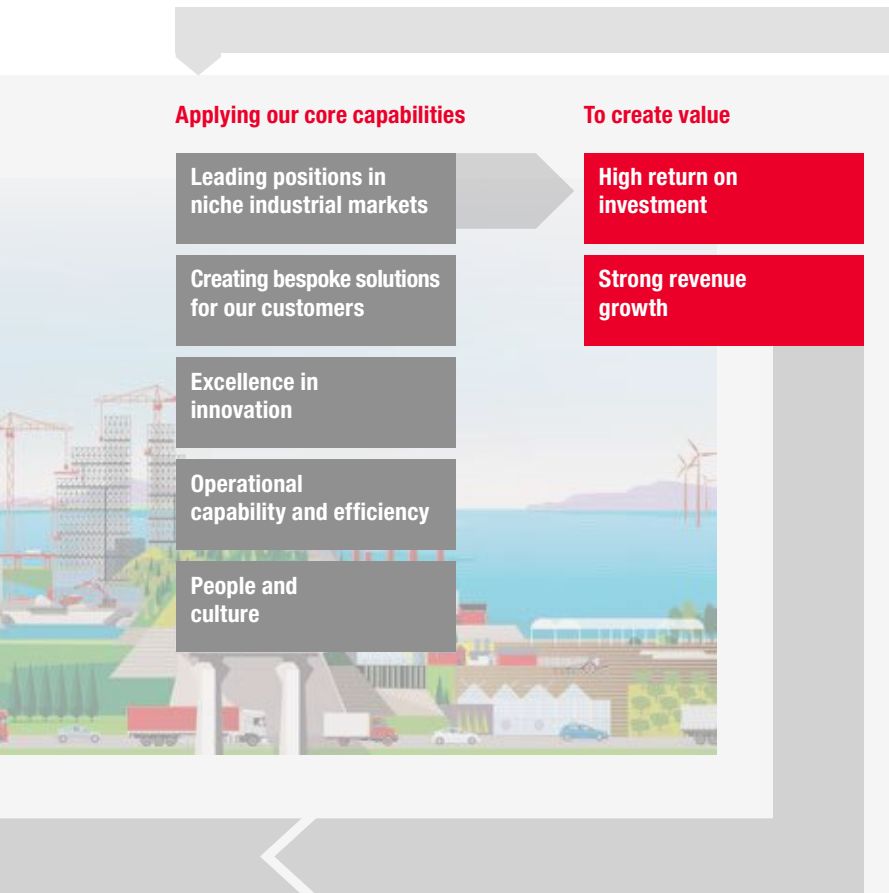 Applying our core capabilities
To create value
Leading positions in
niche industrial markets
High return on
investment
Creating bespoke solutions
for our customers
Strong revenue
growth
Excellence in
innovation
Operational
capability and efficiency
People and
culture